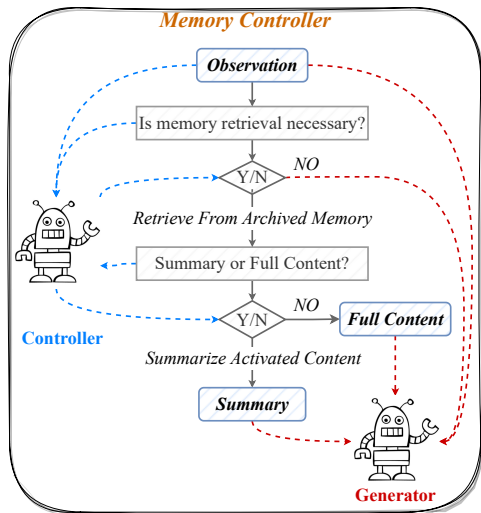 Memory Controller
Observation
Is memory retrieval necessary?
Y/N
NO
Retrieve From Archived Memory
Summary or Full Content?
Y/N
NO
Full Content
Controller
Summarize Activated Content
Summary
Generator